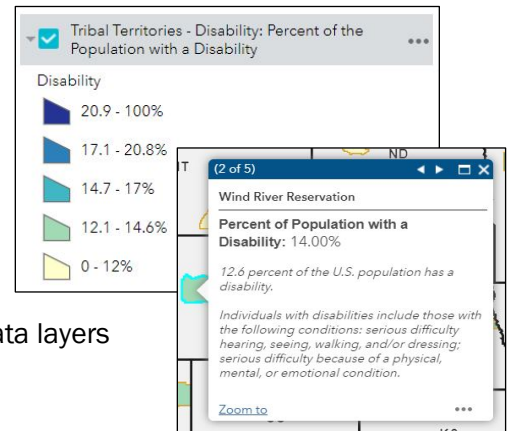 Tribal Territories - Disability: Percent of the
Population with a Disability
Disability
20.9 - 100%
17.1 - 20.8%
14.7 - 17%
12.1 - 14.6%
0 - 12%
ND
(2 of 5)
Wind River Reservation
Percent of Population with a
Disability: 14.00%
12.6 percent of the U.S. population has a
disability.
Individuals with disabilities include those with
the following conditions: serious difficulty
hearing, seeing, walking, and/or dressing;
serious difficulty because of a physical,
mental, or emotional condition.
Zoom to
layers